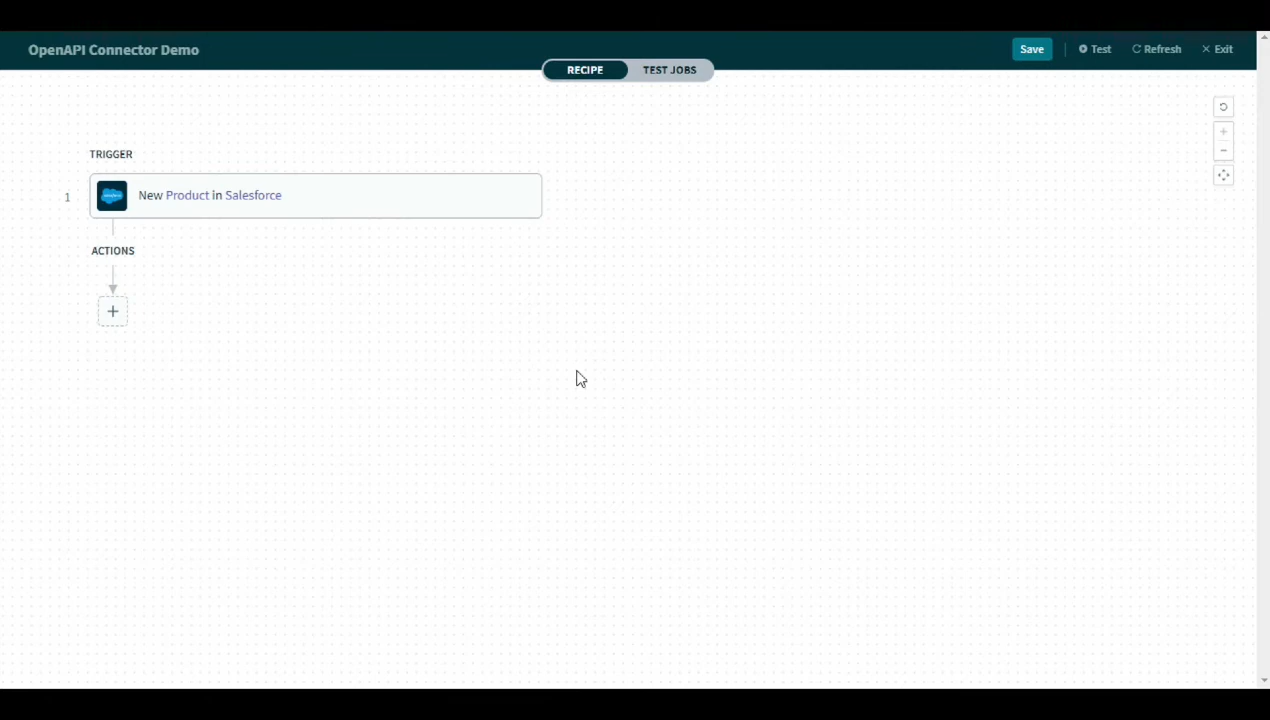 OpenAPI Connector Demo
Save
Test
Refresh
Exit
RECIPE
TEST JOBS
TRIGGER
1
New Product in Salesforce
ACTIONS